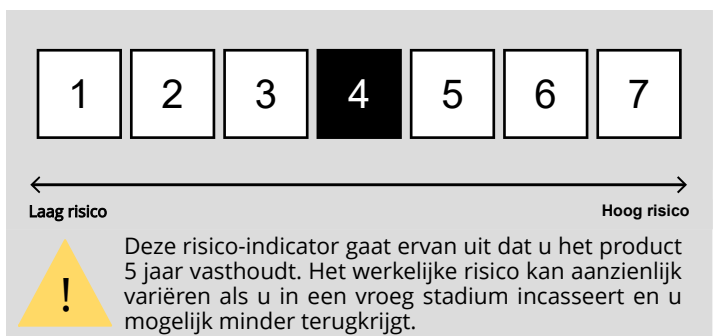 1 2 3 4 5 6 7
Laag risico Hoog risico
Deze risico-indicator gaat ervan uit dat u het product
5 jaar vasthoudt. Het werkelijke risico kan aanzienlijk
variëren als u in een vroeg stadium incasseert en u
mogelijk minder terugkrijgt.
!